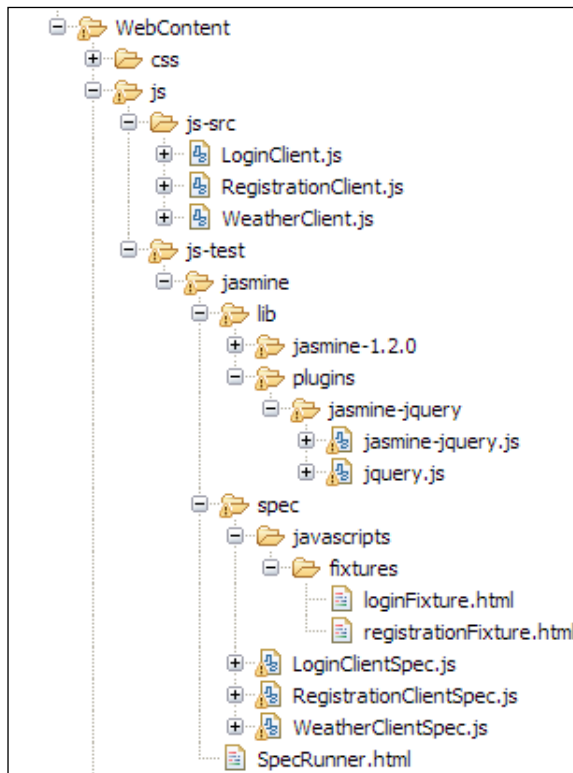 WebContent
css
js
js-src
LoginClient.js
RegistrationClient.js
WeatherClient.js
js-test
jasmine
lib
jasmine-1.2.0
plugins
jasmine-jquery
jasmine-jquery.js
jquery.js
spec
javascripts
fixtures
loginFixture.html
registrationFixture.html
LoginClientSpec.js
RegistrationClientSpec.js
WeatherClientSpec.js
SpecRunner.html